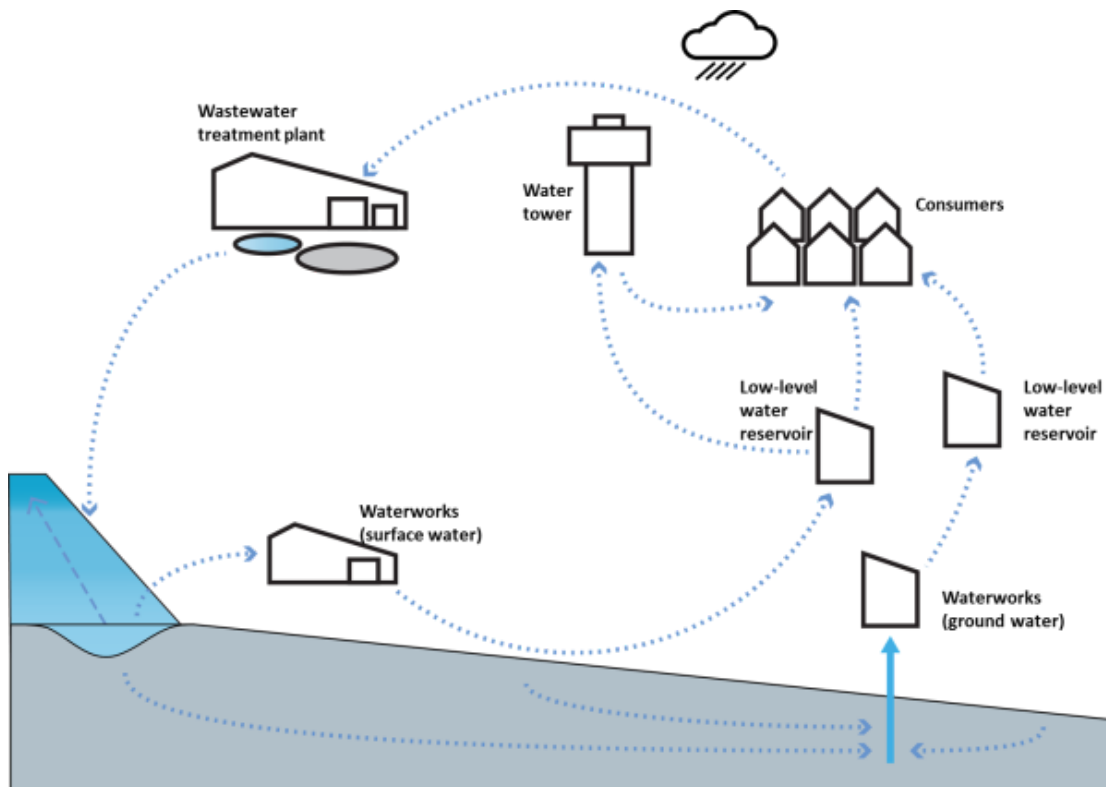 Wastewater
treatment plant
Water
tower
Consumers
Low-level
water
reservoir
Low-level
water
reservoir
Waterworks
(surface water)
Waterworks
(ground water)